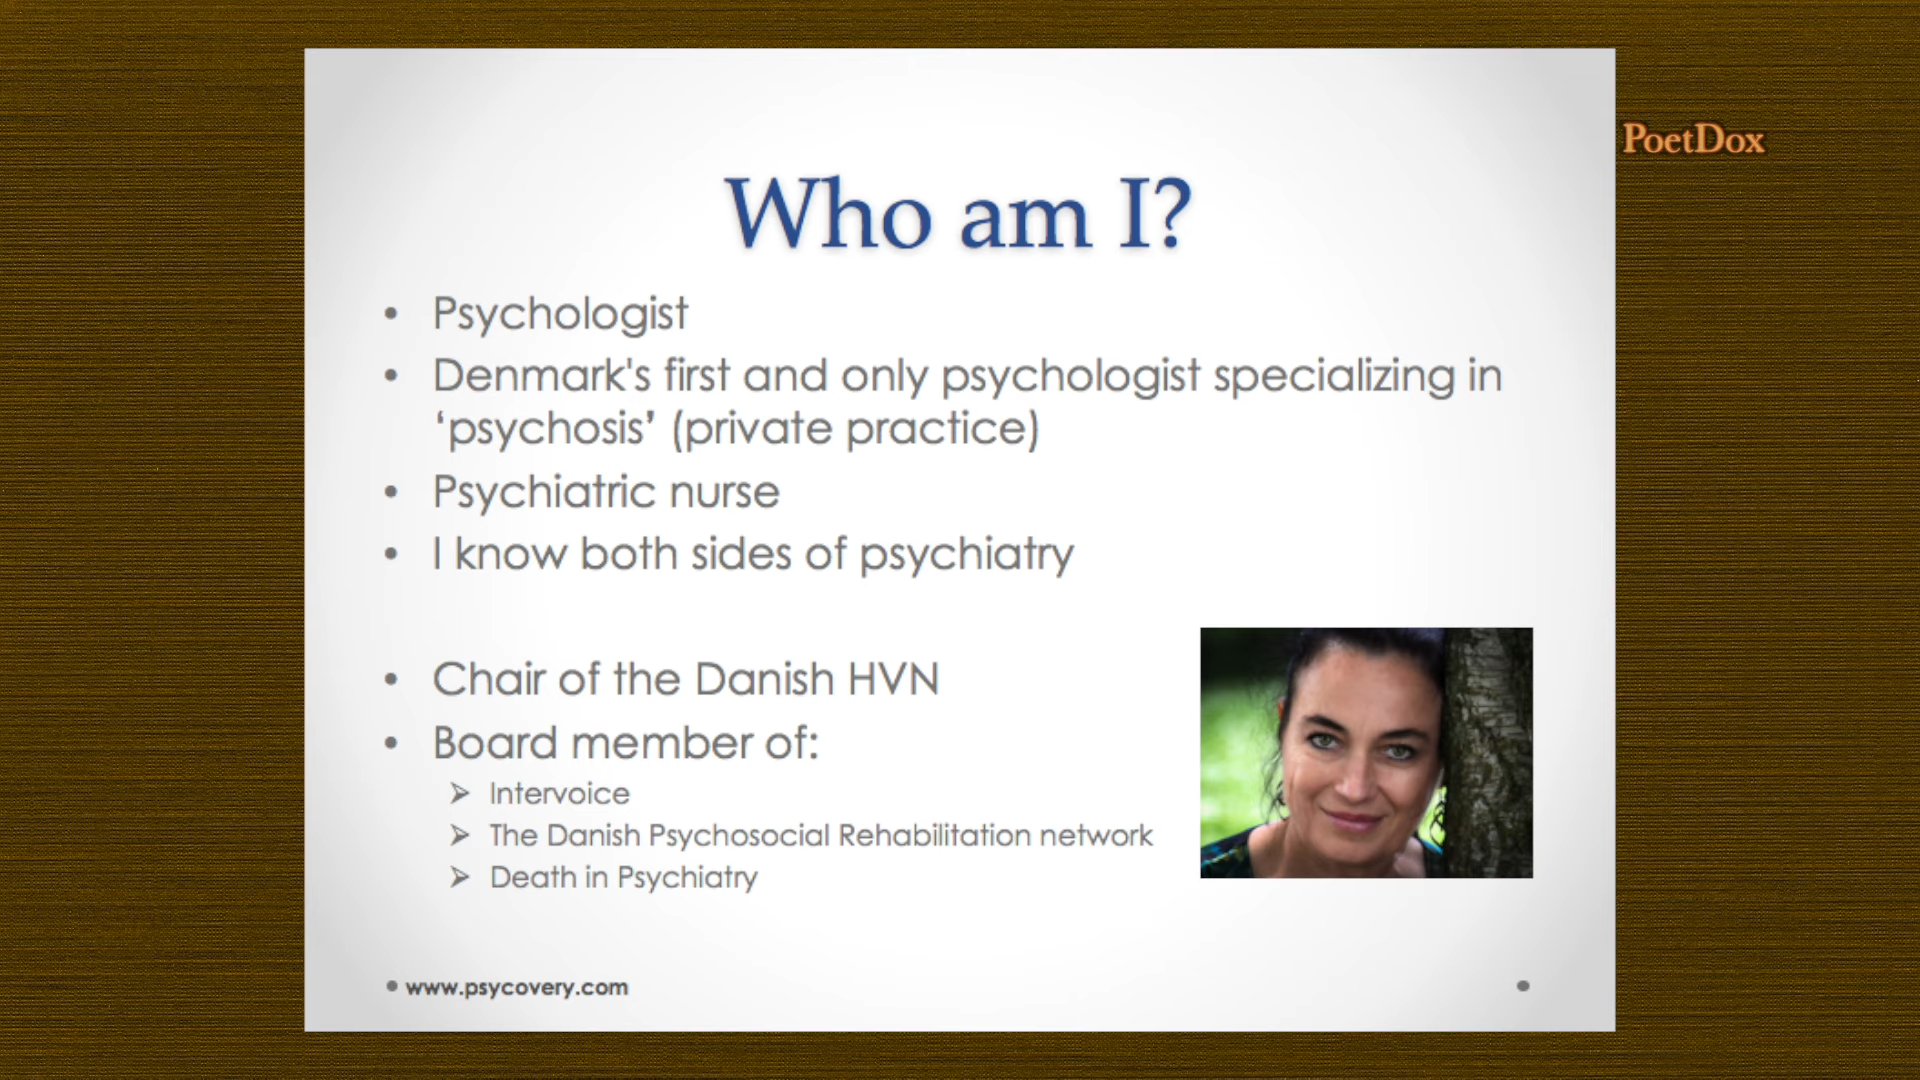 PoetDox
Who am I?
• Psychologist
• Denmark's first and only psychologist specializing in
‘psychosis’ (private practice)
• Psychiatric nurse
• I know both sides of psychiatry
• Chair of the Danish HVN
• Board member of:
➢ Intervoice
➢ The Danish Psychosocial Rehabilitation network
➢ Death in Psychiatry
• www.psycovery.com